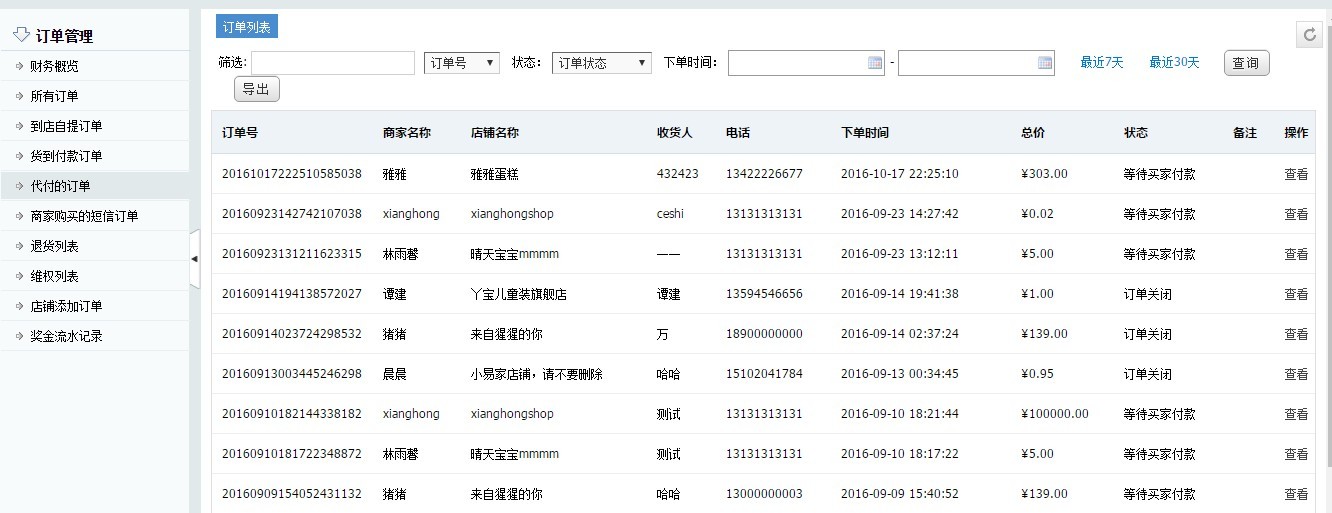 订单管理
财务概览
所有订单
到店自提订单
货到付款订单
代付的订单
商家购买的短信订单
退货列表
维权列表
店铺添加订单
奖金流水记录
订单列表
筛选: 订单号 状态: 订单状态 下单时间: - 最近7天 最近30天 查询
导出
订单号 商家名称 店铺名称 收货人 电话 下单时间 总价 状态 备注 操作
20161017222510585038 雅雅 雅雅蛋糕 432423 13422226677 2016-10-17 22:25:10 ¥303.00 等待买家付款 查看
20160923142742107038 xianghong xianghongshop ceshi 13131313131 2016-09-23 14:27:42 ¥0.02 等待买家付款 查看
20160923131211623315 林雨馨 晴天宝宝mmmm 一一 13131313131 2016-09-23 13:12:11 ¥5.00 等待买家付款 查看
20160914194138572027 谭建 丫宝儿童装旗舰店 谭建 13594546656 2016-09-14 19:41:38 ¥1.00 订单关闭 查看
20160914023724298532 猪猪 来自猩猩的你 万 18900000000 2016-09-14 02:37:24 ¥139.00 订单关闭 查看
20160913003445246298 晨晨 小易家店铺，请不要删除 哈哈 15102041784 2016-09-13 00:34:45 ¥0.95 订单关闭 查看
20160910182144338182 xianghong xianghongshop 测试 13131313131 2016-09-10 18:21:44 ¥100000.00 等待买家付款 查看
20160910181722348872 林雨馨 晴天宝宝mmmm 测试 13131313131 2016-09-10 18:17:22 ¥5.00 等待买家付款 查看
20160909154052431132 猪猪 来自猩猩的你 哈哈 13000000003 2016-09-09 15:40:52 ¥139.00 等待买家付款 查看